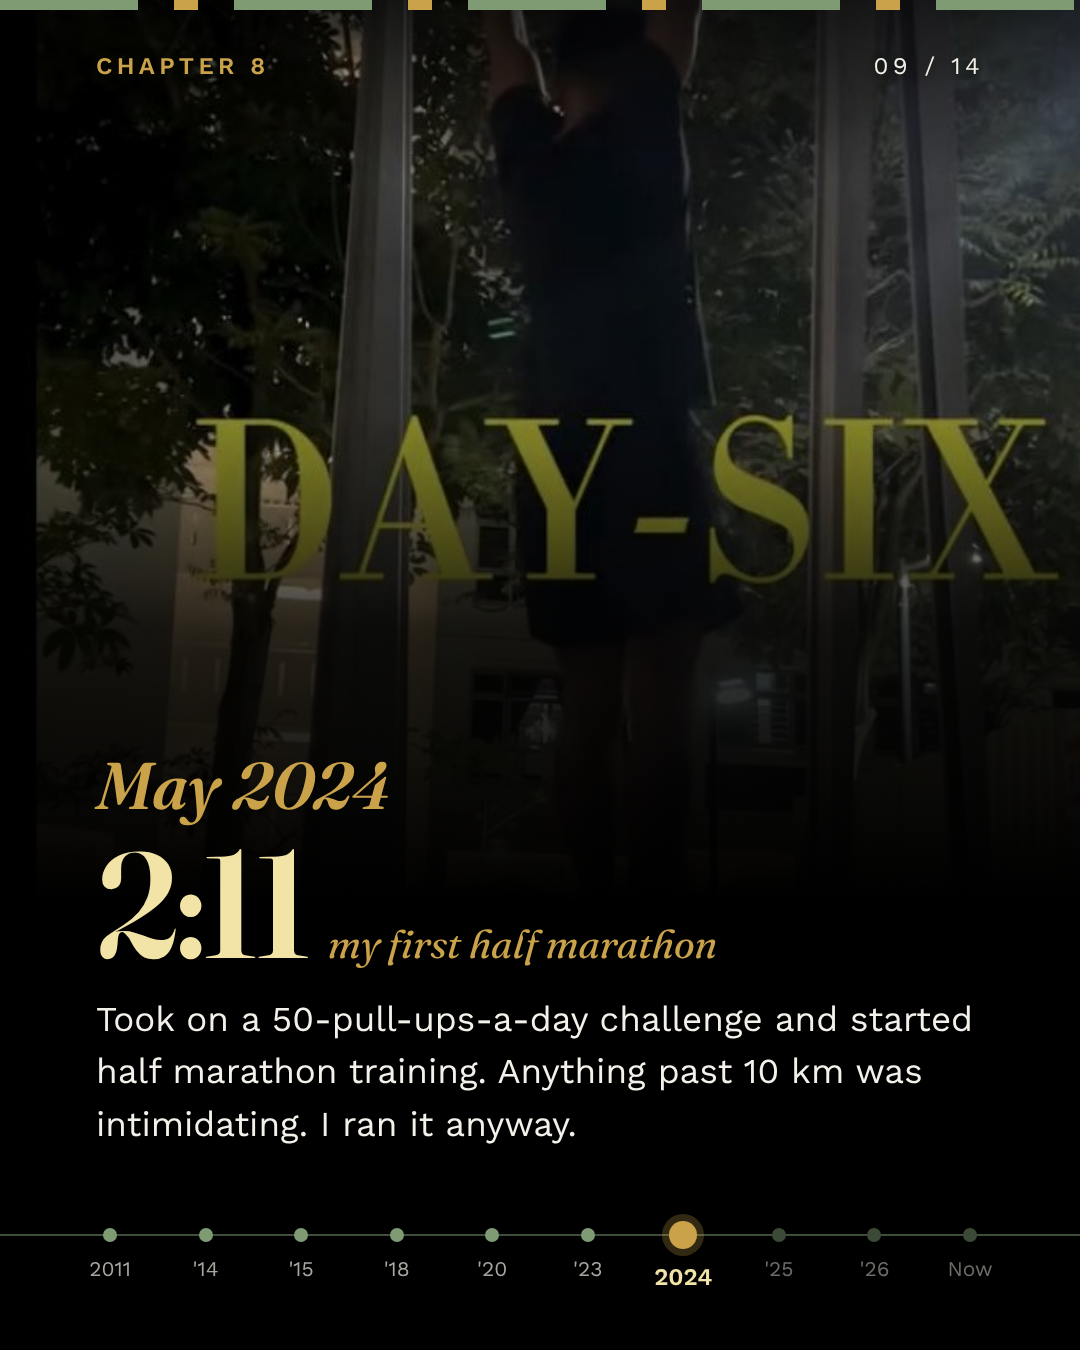 CHAPTER 8
09 / 14
DAY-SIX
May 2024
2:11 my first half marathon
Took on a 50-pull-ups-a-day challenge and started
half marathon training. Anything past 10 km was
intimidating. I ran it anyway.
2011 '14 '15 '18 '20 '23 2024 '25 '26 Now